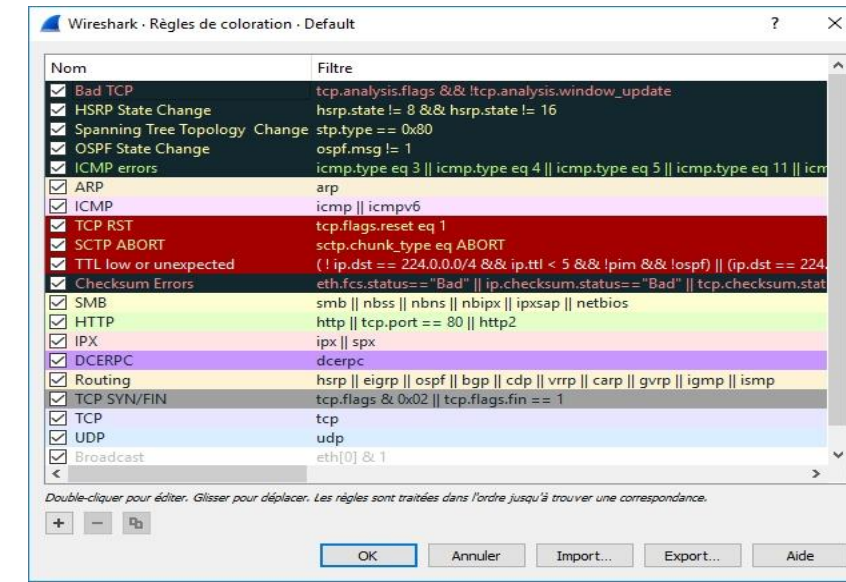 Wireshark · Règles de coloration · Default
Nom Filtre
Bad TCP tcp.analysis.flags && !tcp.analysis.window_update
HSRP State Change hsrp.state != 8 && hsrp.state != 16
Spanning Tree Topology Change stp.type == 0x80
OSPF State Change ospf.msg != 1
ICMP errors icmp.type eq 3 || icmp.type eq 4 || icmp.type eq 5 || icmp.type eq 11 || icm
ARP arp
ICMP icmp || icmpv6
TCP RST tcp.flags.reset eq 1
SCTP ABORT sctp.chunk_type eq ABORT
TTL low or unexpected ( ! ip.dst == 224.0.0.0/4 && ip.ttl < 5 && !pim && !ospf) || (ip.dst == 224.
Checksum Errors eth.fcs.status=="Bad" || ip.checksum.status=="Bad" || tcp.checksum.stat
SMB smb || nbss || nbns || nbipx || ipxsap || netbios
HTTP http || tcp.port == 80 || http2
IPX ipx || spx
DCERPC dcerpc
Routing hsrp || eigrp || ospf || bgp || cdp || vrrp || carp || gvrp || igmp || ismp
TCP SYN/FIN tcp.flags & 0x02 || tcp.flags.fin == 1
TCP tcp
UDP udp
Broadcast eth[0] & 1
Double-cliquer pour éditer. Glisser pour déplacer. Les règles sont traitées dans l'ordre jusqu'à trouver une correspondance.
OK Annuler Import... Export... Aide